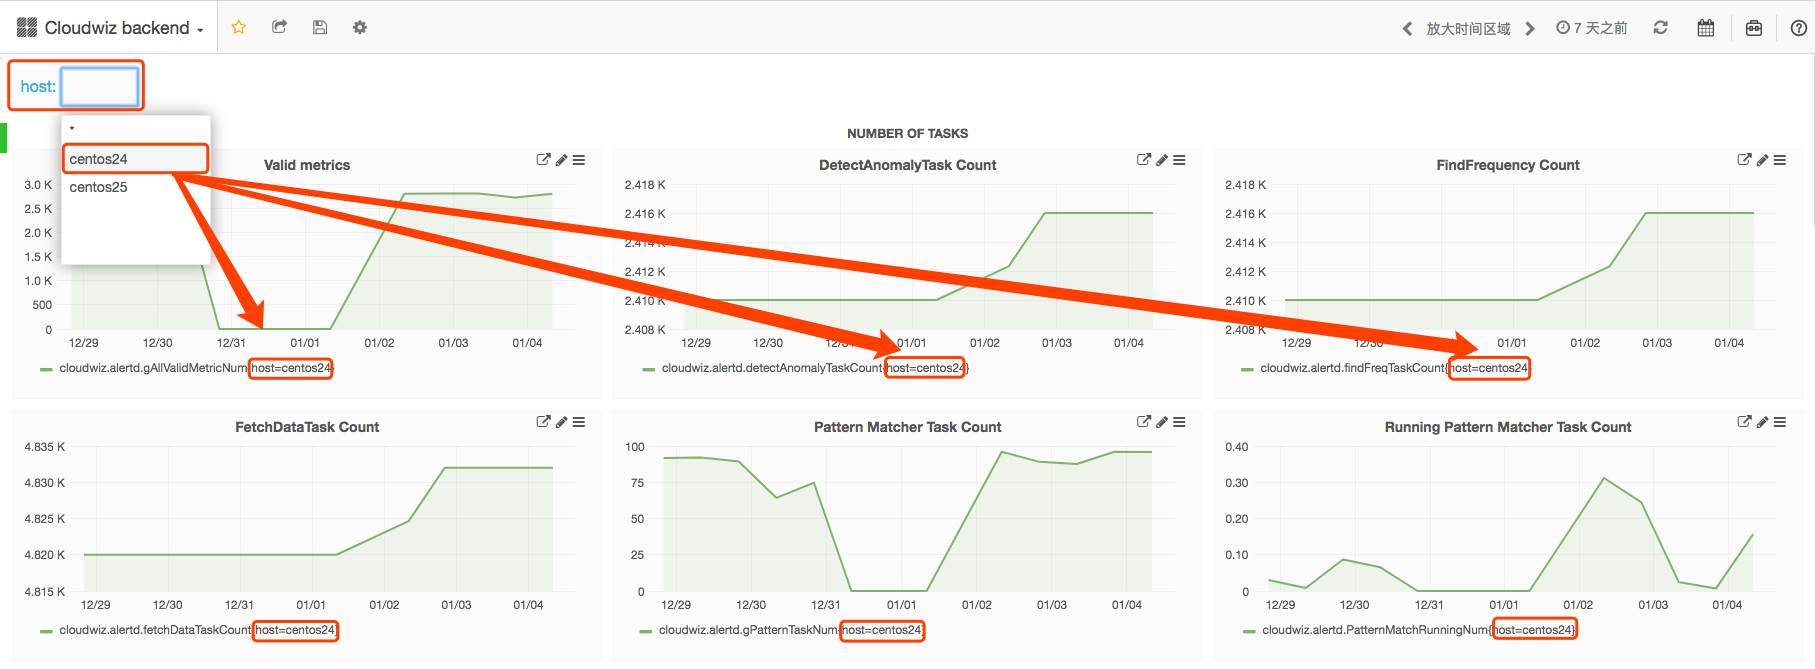 Cloudwiz backend
放大时间区域
7 天之前
host:
*
centos24
centos25
NUMBER OF TASKS
Valid metrics
3.0 K
2.5 K
2.0 K
1.5 K
1.0 K
500
0
12/29 12/30 12/31 01/01 01/02 01/03 01/04
cloudwiz.alertd.gAllValidMetricNum{host=centos24}
DetectAnomalyTask Count
2.418 K
2.416 K
2.414 K
2.412 K
2.410 K
2.408 K
12/29 12/30 12/31 01/01 01/02 01/03 01/04
cloudwiz.alertd.detectAnomalyTaskCount{host=centos24}
FindFrequency Count
2.418 K
2.416 K
2.414 K
2.412 K
2.410 K
2.408 K
12/29 12/30 01/01 01/02 01/03 01/04
cloudwiz.alertd.findFreqTaskCount{host=centos24
FetchDataTask Count
4.835 K
4.830 K
4.825 K
4.820 K
4.815 K
12/29 12/30 12/31 01/01 01/02 01/03 01/04
cloudwiz.alertd.fetchDataTaskCount{host=centos24}
Pattern Matcher Task Count
100
75
50
25
0
12/29 12/30 12/31 01/01 01/02 01/03 01/04
cloudwiz.alertd.gPatternTaskNum{host=centos24}
Running Pattern Matcher Task Count
0.40
0.30
0.20
0.10
0
12/29 12/30 12/31 01/01 01/02 01/03 01/04
cloudwiz.alertd.PatternMatchRunningNum{host=centos24}